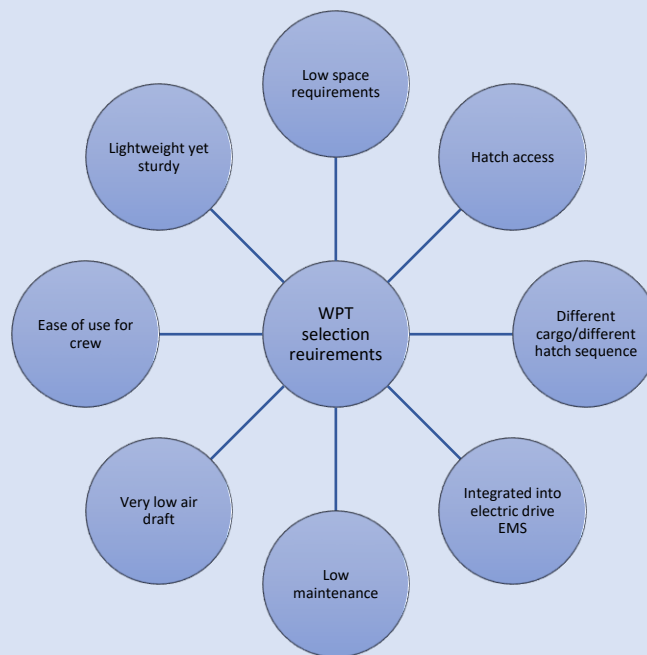 Low space
requirements
Hatch access
Different
cargo/different
hatch sequence
Integrated into
electric drive
EMS
Low
maintenance
Very low air
draft
Ease of use for
crew
Lightweight yet
sturdy
WPT
selection
reuirements